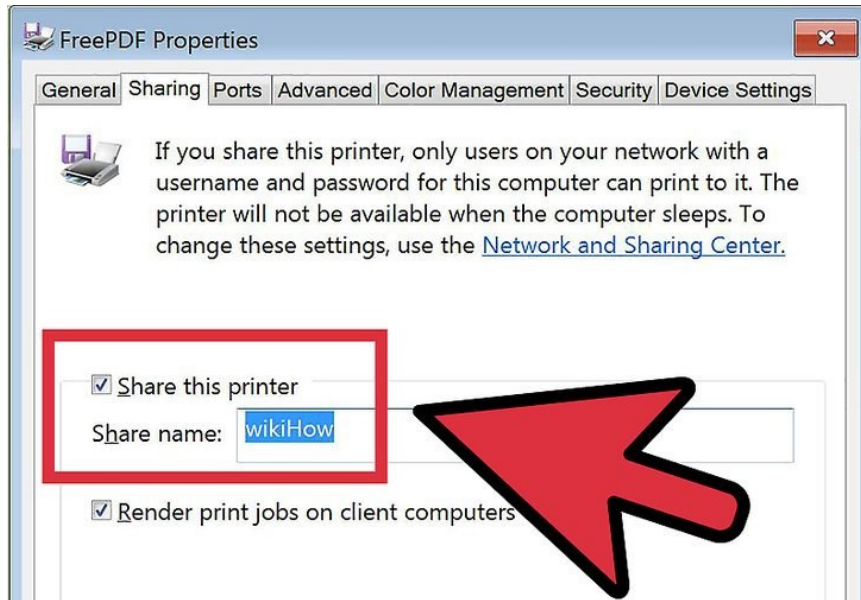 FreePDF Properties
General Sharing Ports Advanced Color Management Security Device Settings
If you share this printer, only users on your network with a
username and password for this computer can print to it. The
printer will not be available when the computer sleeps. To
change these settings, use the Network and Sharing Center.
Share this printer
Share name: wikiHow
Render print jobs on client computers